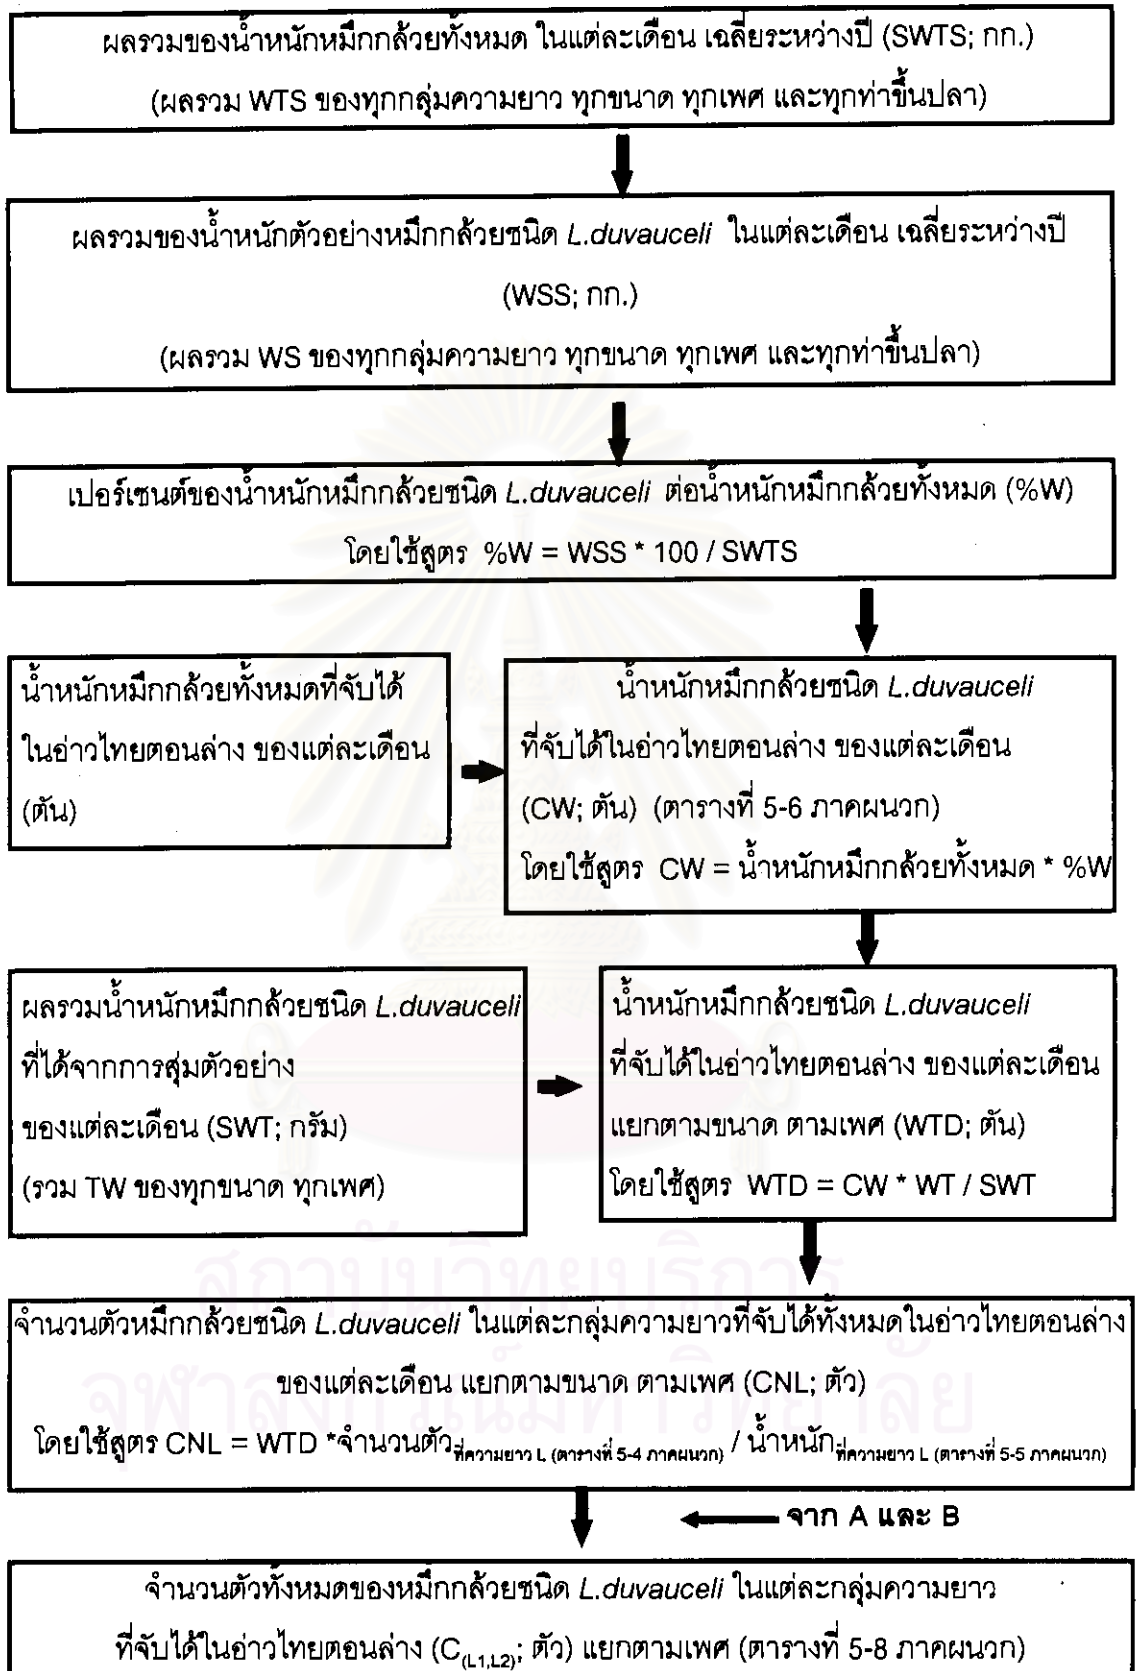 ผลรวมของน้ำหนักหมึกกล้วยทั้งหมด ในแต่ละเดือน เฉลี่ยระหว่างปี (SWTS; กก.)
(ผลรวม WTS ของทุกกลุ่มความยาว ทุกขนาด ทุกเพศ และทุกท่าขึ้นปลา)
ผลรวมของน้ำหนักตัวอย่างหมึกกล้วยชนิด L.duvauceli ในแต่ละเดือน เฉลี่ยระหว่างปี
(WSS; กก.)
(ผลรวม WS ของทุกกลุ่มความยาว ทุกขนาด ทุกเพศ และทุกท่าขึ้นปลา)
เปอร์เซนต์ของน้ำหนักหมึกกล้วยชนิด L.duvauceli ต่อน้ำหนักหมึกกล้วยทั้งหมด (%W)
โดยใช้สูตร %W = WSS * 100 / SWTS
น้ำหนักหมึกกล้วยทั้งหมดที่จับได้
ในอ่าวไทยตอนล่าง ของแต่ละเดือน
(ตัน)
น้ำหนักหมึกกล้วยชนิด L.duvauceli
ที่จับได้ในอ่าวไทยตอนล่าง ของแต่ละเดือน
(CW; ตัน) (ตารางที่ 5-6 ภาคผนวก)
โดยใช้สูตร CW = น้ำหนักหมึกกล้วยทั้งหมด * %W
ผลรวมน้ำหนักหมึกกล้วยชนิด L.duvauceli
ที่ได้จากการสุ่มตัวอย่าง
ของแต่ละเดือน (SWT; กรัม)
(รวม TW ของทุกขนาด ทุกเพศ)
น้ำหนักหมึกกล้วยชนิด L.duvauceli
ที่จับได้ในอ่าวไทยตอนล่าง ของแต่ละเดือน
แยกตามขนาด ตามเพศ (WTD; ตัน)
โดยใช้สูตร WTD = CW * WT / SWT
จำนวนตัวหมึกกล้วยชนิด L.duvauceli ในแต่ละกลุ่มความยาวที่จับได้ทั้งหมดในอ่าวไทยตอนล่าง
ของแต่ละเดือน แยกตามขนาด ตามเพศ (CNL; ตัว)
โดยใช้สูตร CNL = WTD *จำนวนตัวที่ความยาว L (ตารางที่ 5-4 ภาคผนวก) / น้ำหนักที่ความยาว L (ตารางที่ 5-5 ภาคผนวก)
จาก A และ B
จำนวนตัวทั้งหมดของหมึกกล้วยชนิด L.duvauceli ในแต่ละกลุ่มความยาว
ที่จับได้ในอ่าวไทยตอนล่าง (C(L1,L2); ตัว) แยกตามเพศ (ตารางที่ 5-8 ภาคผนวก)
สถาบันวิทยบริการ
จุฬาลงกรณ์มหาวิทยาลัย